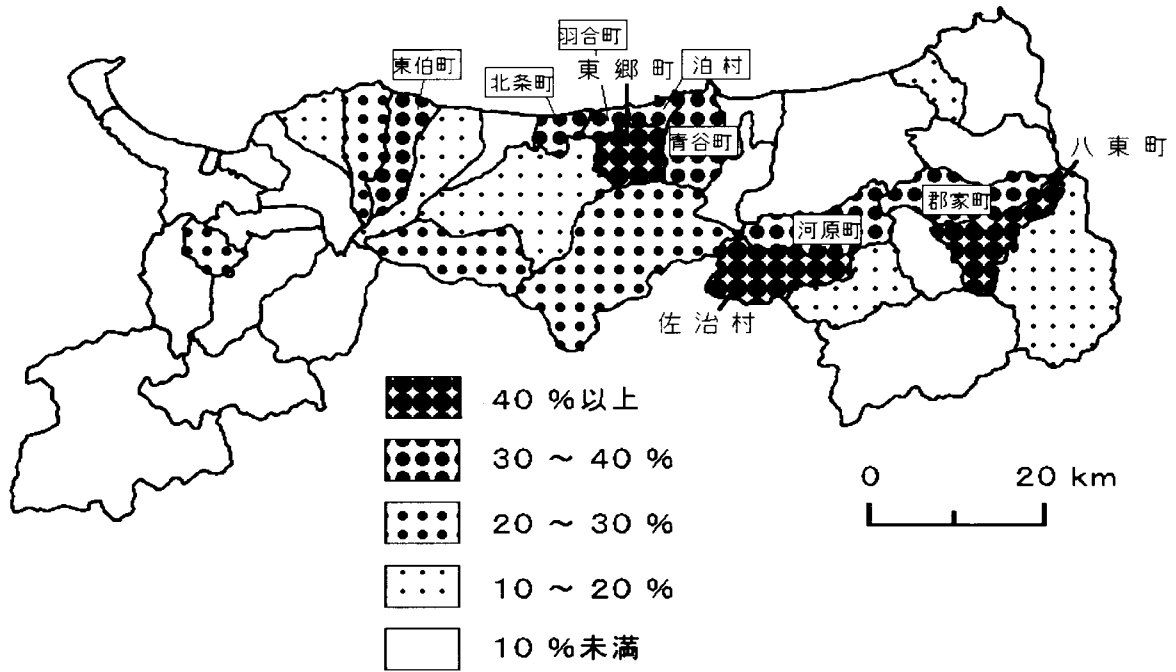 羽合町
東伯町
北条町
東郷町
泊村
青谷町
八東町
郡家町
河原町
佐治村
40 %以上
30 ～ 40 %
20 ～ 30 %
10 ～ 20 %
10 %未満
0 20 km